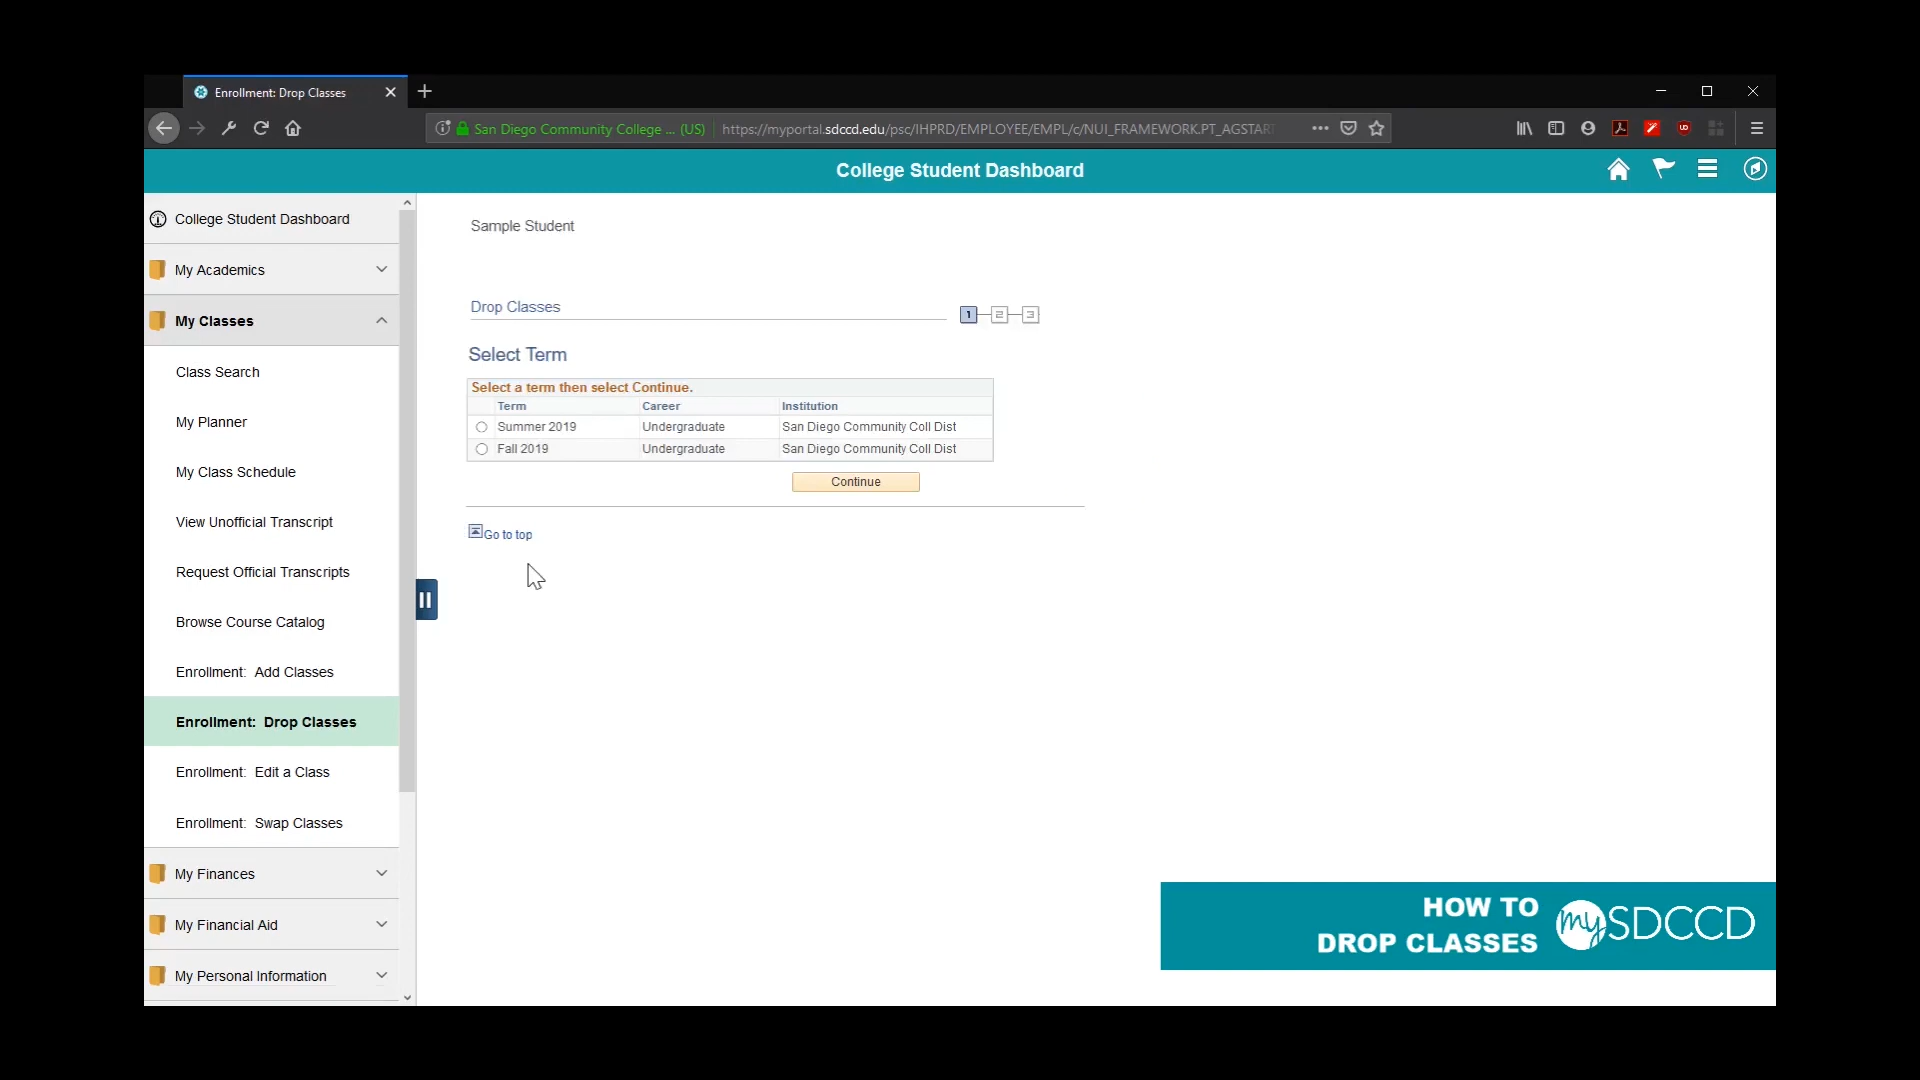 Enrollment: Drop Classes
San Diego Community College ... (US)
https://myportal.sdccd.edu/psc/IHPRD/EMPLOYEE/EMPL/c/NUI_FRAMEWORK.PT_AGSTART
College Student Dashboard
College Student Dashboard
My Academics
My Classes
Class Search
My Planner
My Class Schedule
View Unofficial Transcript
Request Official Transcripts
Browse Course Catalog
Enrollment: Add Classes
Enrollment: Drop Classes
Enrollment: Edit a Class
Enrollment: Swap Classes
My Finances
My Financial Aid
My Personal Information
Sample Student
Drop Classes
1 2 3
Select Term
Select a term then select Continue.
Term Career Institution
Summer 2019 Undergraduate San Diego Community Coll Dist
Fall 2019 Undergraduate San Diego Community Coll Dist
Continue
Go to top
HOW TO
DROP CLASSES
mySDCCD